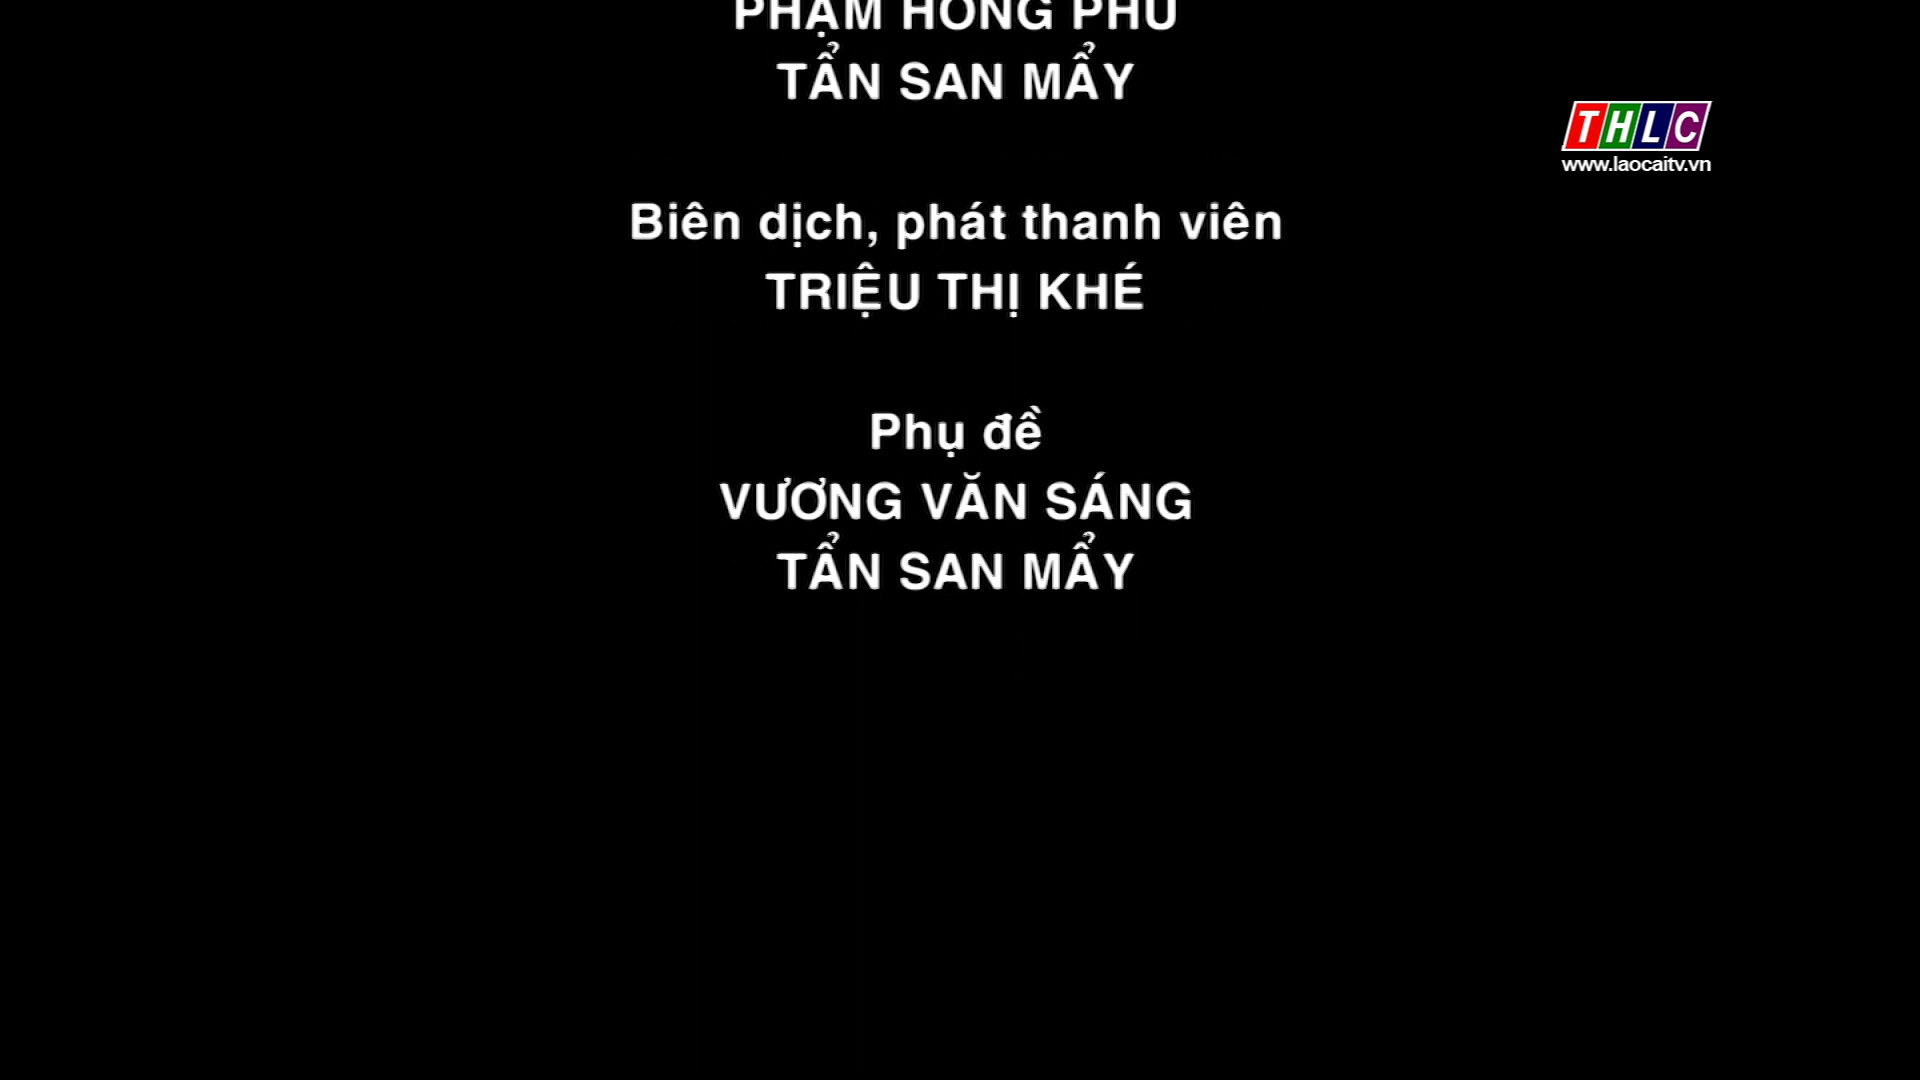 PHẠM
TẨN SAN MẨY
THLC
www.laocaitv.vn
Biên dịch, phát thanh viên
TRIỆU THỊ KHÉ
Phụ đề
VƯƠNG VĂN SÁNG
TẨN SAN MẨY